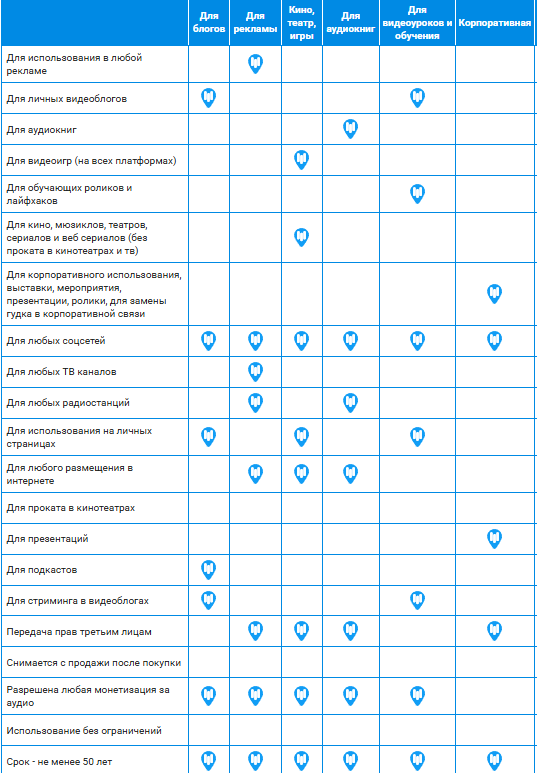 Для блогов
Для рекламы
Кино, театр, игры
Для аудиокниг
Для видеоуроков и обучения
Корпоративная
Для использования в любой
рекламе
Для личных видеоблогов
Для аудиокниг
Для видеоигр (на всех платформах)
Для обучающих роликов и
лайфхаков
Для кино, мюзиклов, театров,
сериалов и веб сериалов (без
проката в кинотеатрах и тв)
Для корпоративного использования,
выставки, мероприятия,
презентации, ролики, для замены
гудка в корпоративной связи
Для любых соцсетей
Для любых ТВ каналов
Для любых радиостанций
Для использования на личных
страницах
Для любого размещения в
интернете
Для проката в кинотеатрах
Для презентаций
Для подкастов
Для стриминга в видеоблогах
Передача прав третьим лицам
Снимается с продажи после покупки
Разрешена любая монетизация за
аудио
Использование без ограничений
Срок - не менее 50 лет